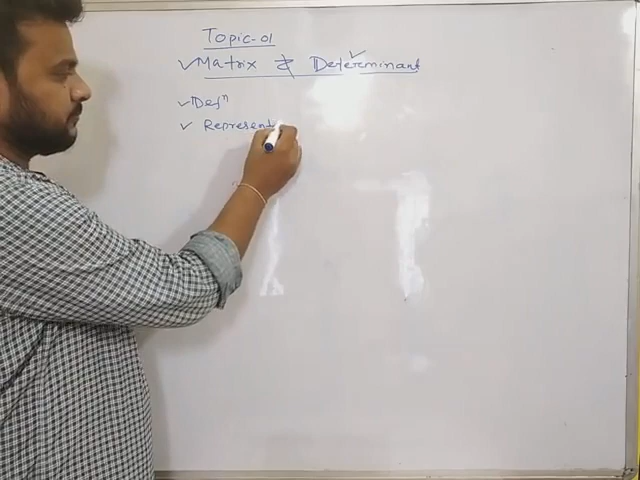 Topic-01
✓Matrix & Determinant
✓Defⁿ
✓ Represent